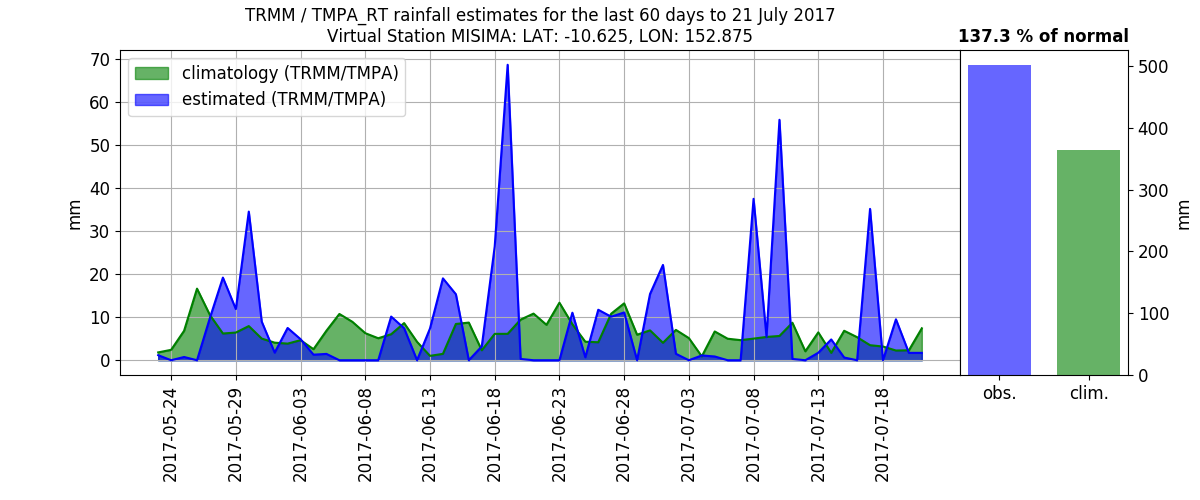 TRMM / TMPA_RT rainfall estimates for the last 60 days to 21 July 2017
Virtual Station MISIMA: LAT: -10.625, LON: 152.875
137.3 % of normal
climatology (TRMM/TMPA)
estimated (TRMM/TMPA)
70
60
50
40
30
20
10
0
mm
2017-05-24
2017-05-29
2017-06-03
2017-06-08
2017-06-13
2017-06-18
2017-06-23
2017-06-28
2017-07-03
2017-07-08
2017-07-13
2017-07-18
500
400
300
200
100
0
mm
obs.
clim.